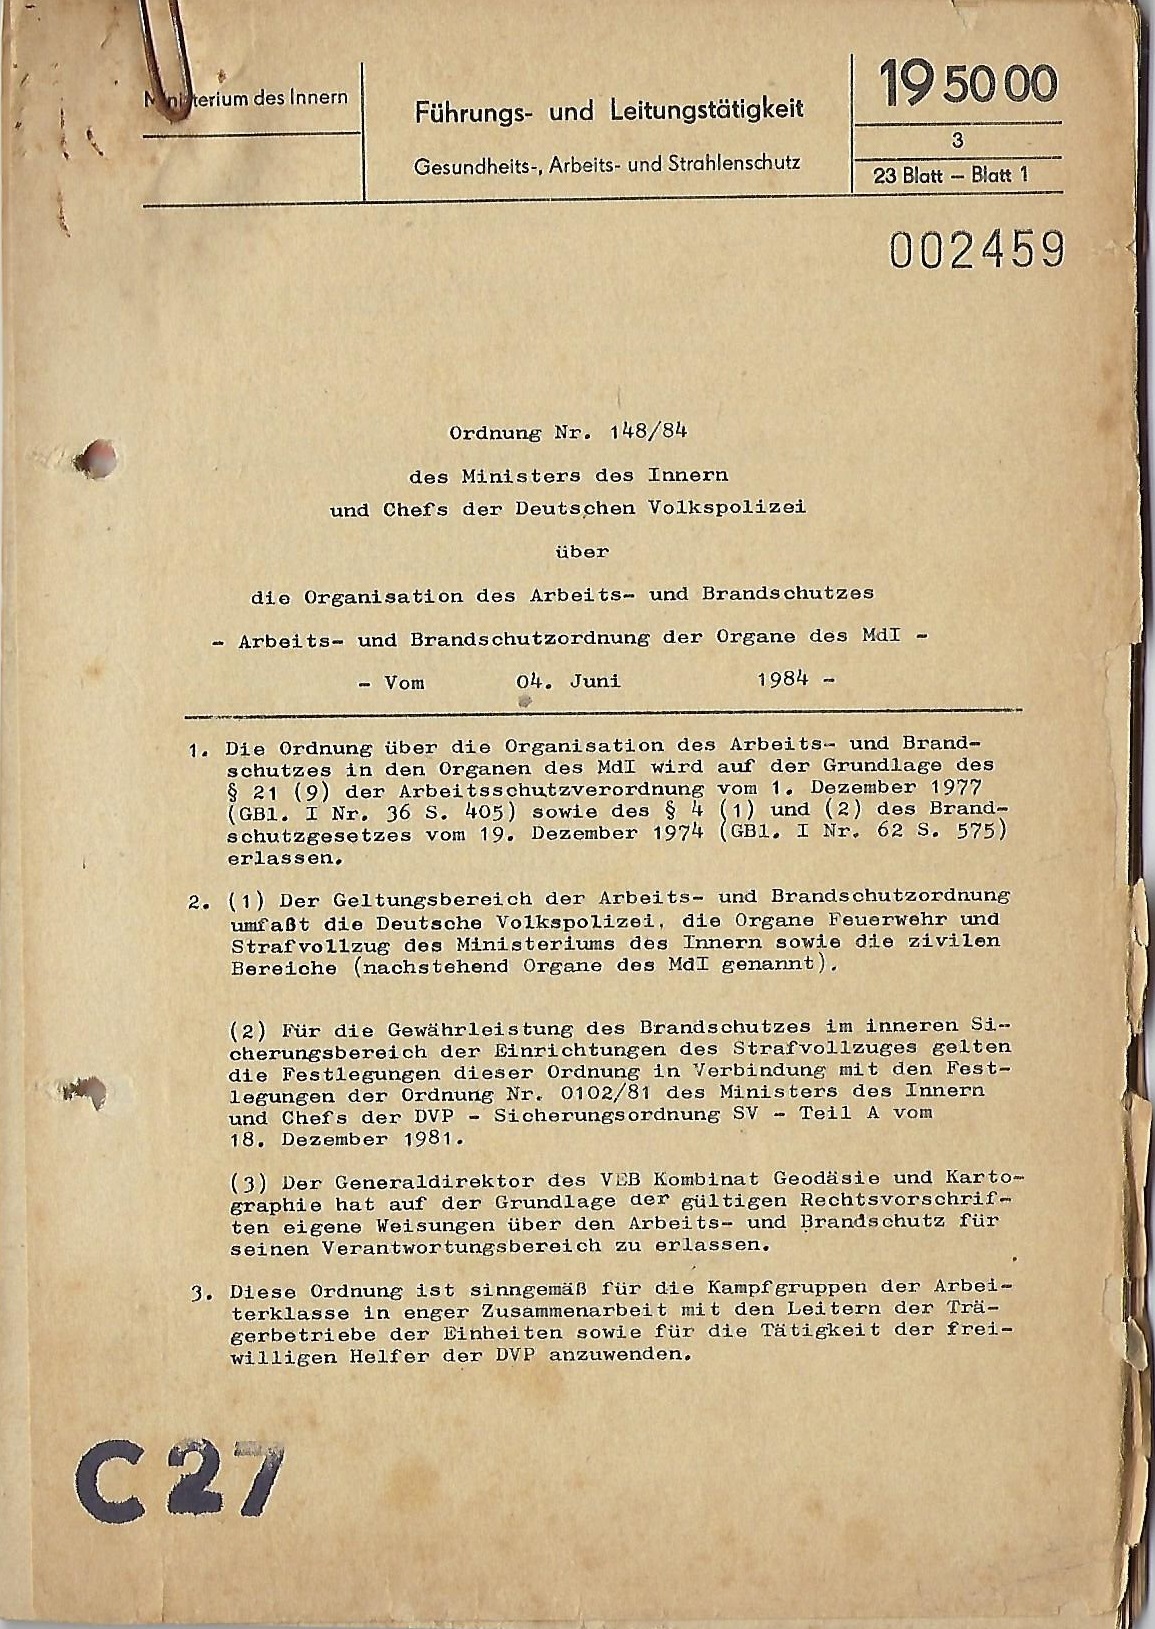 Ministerium des Innern
Führungs- und Leitungstätigkeit
Gesundheits-, Arbeits- und Strahlenschutz
19 50 00
3
23 Blatt – Blatt 1
002459
Ordnung Nr. 148/84
des Ministers des Innern
und Chefs der Deutschen Volkspolizei
über
die Organisation des Arbeits- und Brandschutzes
- Arbeits- und Brandschutzordnung der Organe des MdI -
- Vom 04. Juni 1984 -
1. Die Ordnung über die Organisation des Arbeits- und Brand-
schutzes in den Organen des MdI wird auf der Grundlage des
§ 21 (9) der Arbeitsschutzverordnung vom 1. Dezember 1977
(GBl. I Nr. 36 S. 405) sowie des § 4 (1) und (2) des Brand-
schutzgesetzes vom 19. Dezember 1974 (GBl. I Nr. 62 S. 575)
erlassen.
2. (1) Der Geltungsbereich der Arbeits- und Brandschutzordnung
umfaßt die Deutsche Volkspolizei, die Organe Feuerwehr und
Strafvollzug des Ministeriums des Innern sowie die zivilen
Bereiche (nachstehend Organe des MdI genannt).
(2) Für die Gewährleistung des Brandschutzes im inneren Si-
cherungsbereich der Einrichtungen des Strafvollzuges gelten
die Festlegungen dieser Ordnung in Verbindung mit den Fest-
legungen der Ordnung Nr. 0102/81 des Ministers des Innern
und Chefs der DVP - Sicherungsordnung SV - Teil A vom
18. Dezember 1981.
(3) Der Generaldirektor des VEB Kombinat Geodäsie und Karto-
graphie hat auf der Grundlage der gültigen Rechtsvorschrif-
ten eigene Weisungen über den Arbeits- und Brandschutz für
seinen Verantwortungsbereich zu erlassen.
3. Diese Ordnung ist sinngemäß für die Kampfgruppen der Arbei-
terklasse in enger Zusammenarbeit mit den Leitern der Trä-
gerbetriebe der Einheiten sowie für die Tätigkeit der frei-
willigen Helfer der DVP anzuwenden.
C 27